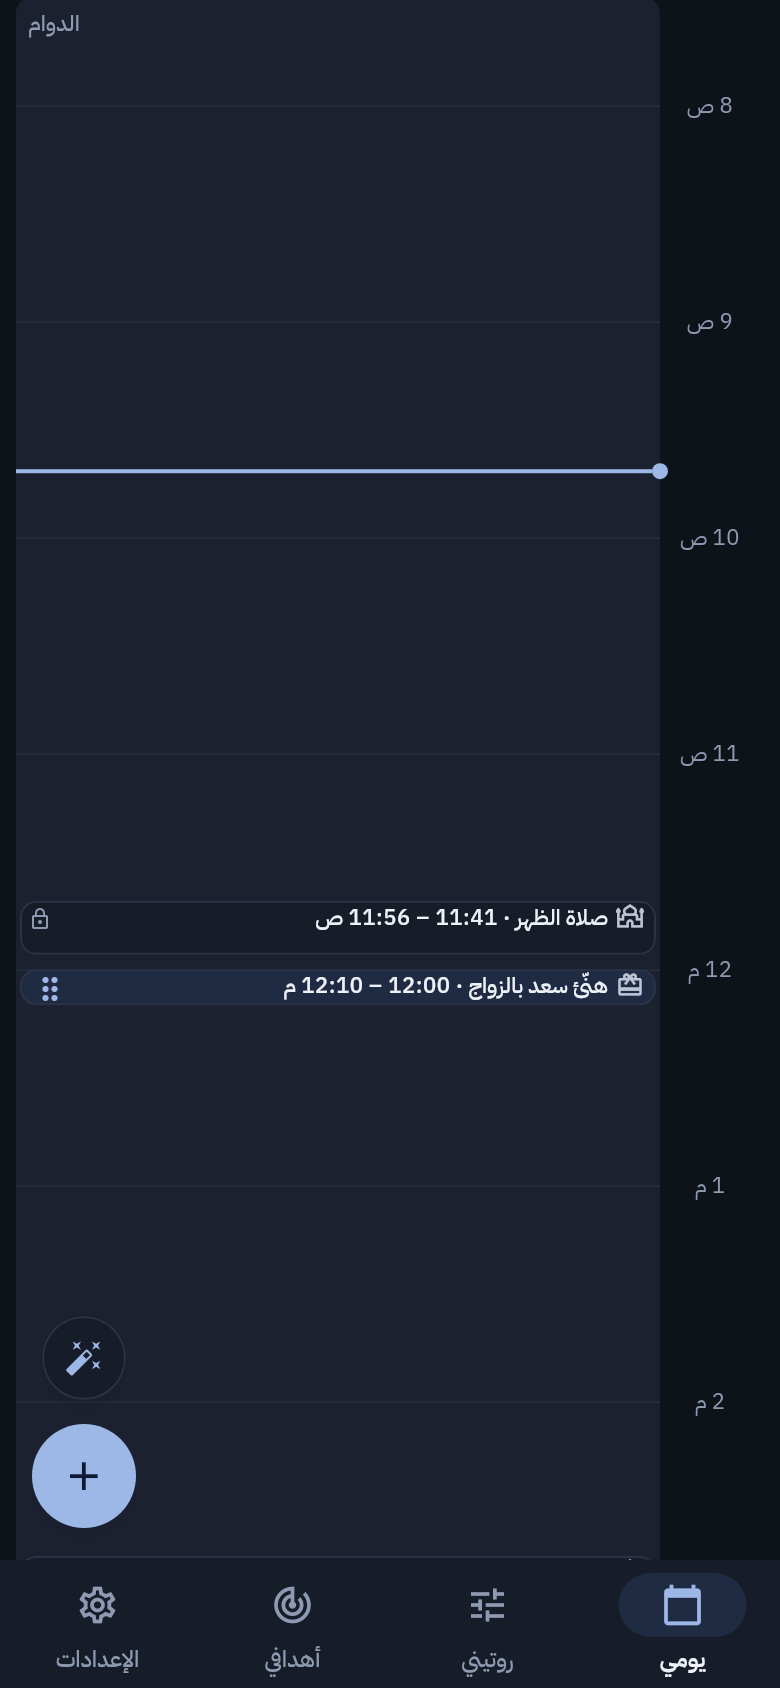 الدوام
8 ص
9 ص
10 ص
11 ص
صلاة الظهر · 11:41 – 11:56 ص
12 م
هنّئ سعد بالزواج · 12:00 – 12:10 م
1 م
2 م
يومي
روتيني
أهدافي
الإعدادات